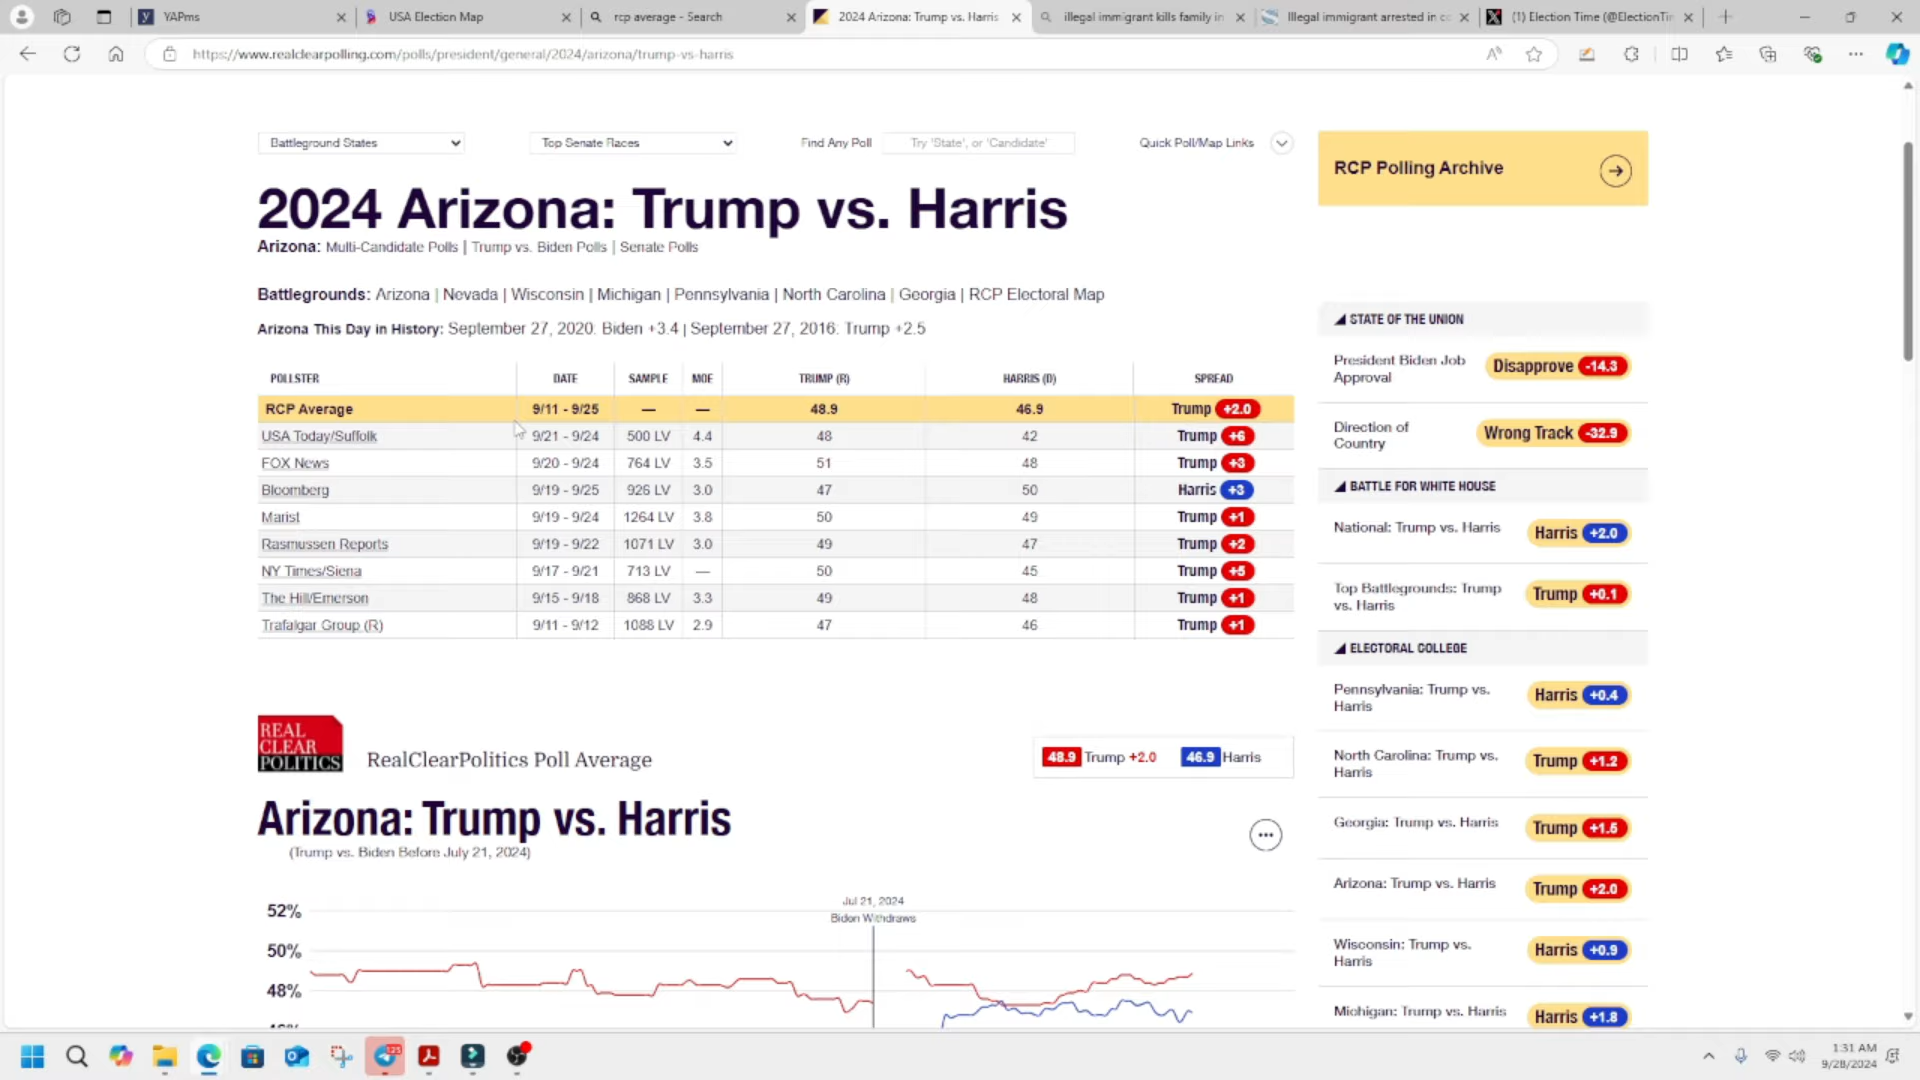 YAPms
USA Election Map
rcp average - Search
2024 Arizona: Trump vs. Harris
illegal immigrant kills family in
Illegal immigrant arrested in co
(1) Election Time (@ElectionTim
https://www.realclearpolling.com/polls/president/general/2024/arizona/trump-vs-harris
Battleground States
Top Senate Races
Find Any Poll
Try 'State', or 'Candidate'
Quick Poll/Map Links
RCP Polling Archive
2024 Arizona: Trump vs. Harris
Arizona: Multi-Candidate Polls | Trump vs. Biden Polls | Senate Polls
Battlegrounds: Arizona | Nevada | Wisconsin | Michigan | Pennsylvania | North Carolina | Georgia | RCP Electoral Map
Arizona This Day in History: September 27, 2020: Biden +3.4 | September 27, 2016: Trump +2.5
POLLSTER DATE SAMPLE MOE TRUMP (R) HARRIS (D) SPREAD
RCP Average 9/11 - 9/25 — — 48.9 46.9 Trump +2.0
USA Today/Suffolk 9/21 - 9/24 500 LV 4.4 48 42 Trump +6
FOX News 9/20 - 9/24 764 LV 3.5 51 48 Trump +3
Bloomberg 9/19 - 9/25 926 LV 3.0 47 50 Harris +3
Marist 9/19 - 9/24 1264 LV 3.8 50 49 Trump +1
Rasmussen Reports 9/19 - 9/22 1071 LV 3.0 49 47 Trump +2
NY Times/Siena 9/17 - 9/21 713 LV — 50 45 Trump +5
The Hill/Emerson 9/15 - 9/18 868 LV 3.3 49 48 Trump +1
Trafalgar Group (R) 9/11 - 9/12 1088 LV 2.9 47 46 Trump +1
REAL
CLEAR
POLITICS
RealClearPolitics Poll Average
48.9 Trump +2.0 46.9 Harris
Arizona: Trump vs. Harris
(Trump vs. Biden Before July 21, 2024)
Jul 21, 2024
Biden Withdraws
52%
50%
48%
STATE OF THE UNION
President Biden Job
Approval
Disapprove -14.3
Direction of
Country
Wrong Track -32.9
BATTLE FOR WHITE HOUSE
National: Trump vs. Harris
Harris +2.0
Top Battlegrounds: Trump
vs. Harris
Trump +0.1
ELECTORAL COLLEGE
Pennsylvania: Trump vs.
Harris
Harris +0.4
North Carolina: Trump vs.
Harris
Trump +1.2
Georgia: Trump vs. Harris
Trump +1.5
Arizona: Trump vs. Harris
Trump +2.0
Wisconsin: Trump vs.
Harris
Harris +0.9
Michigan: Trump vs. Harris
Harris +1.8
1:31 AM
9/28/2024